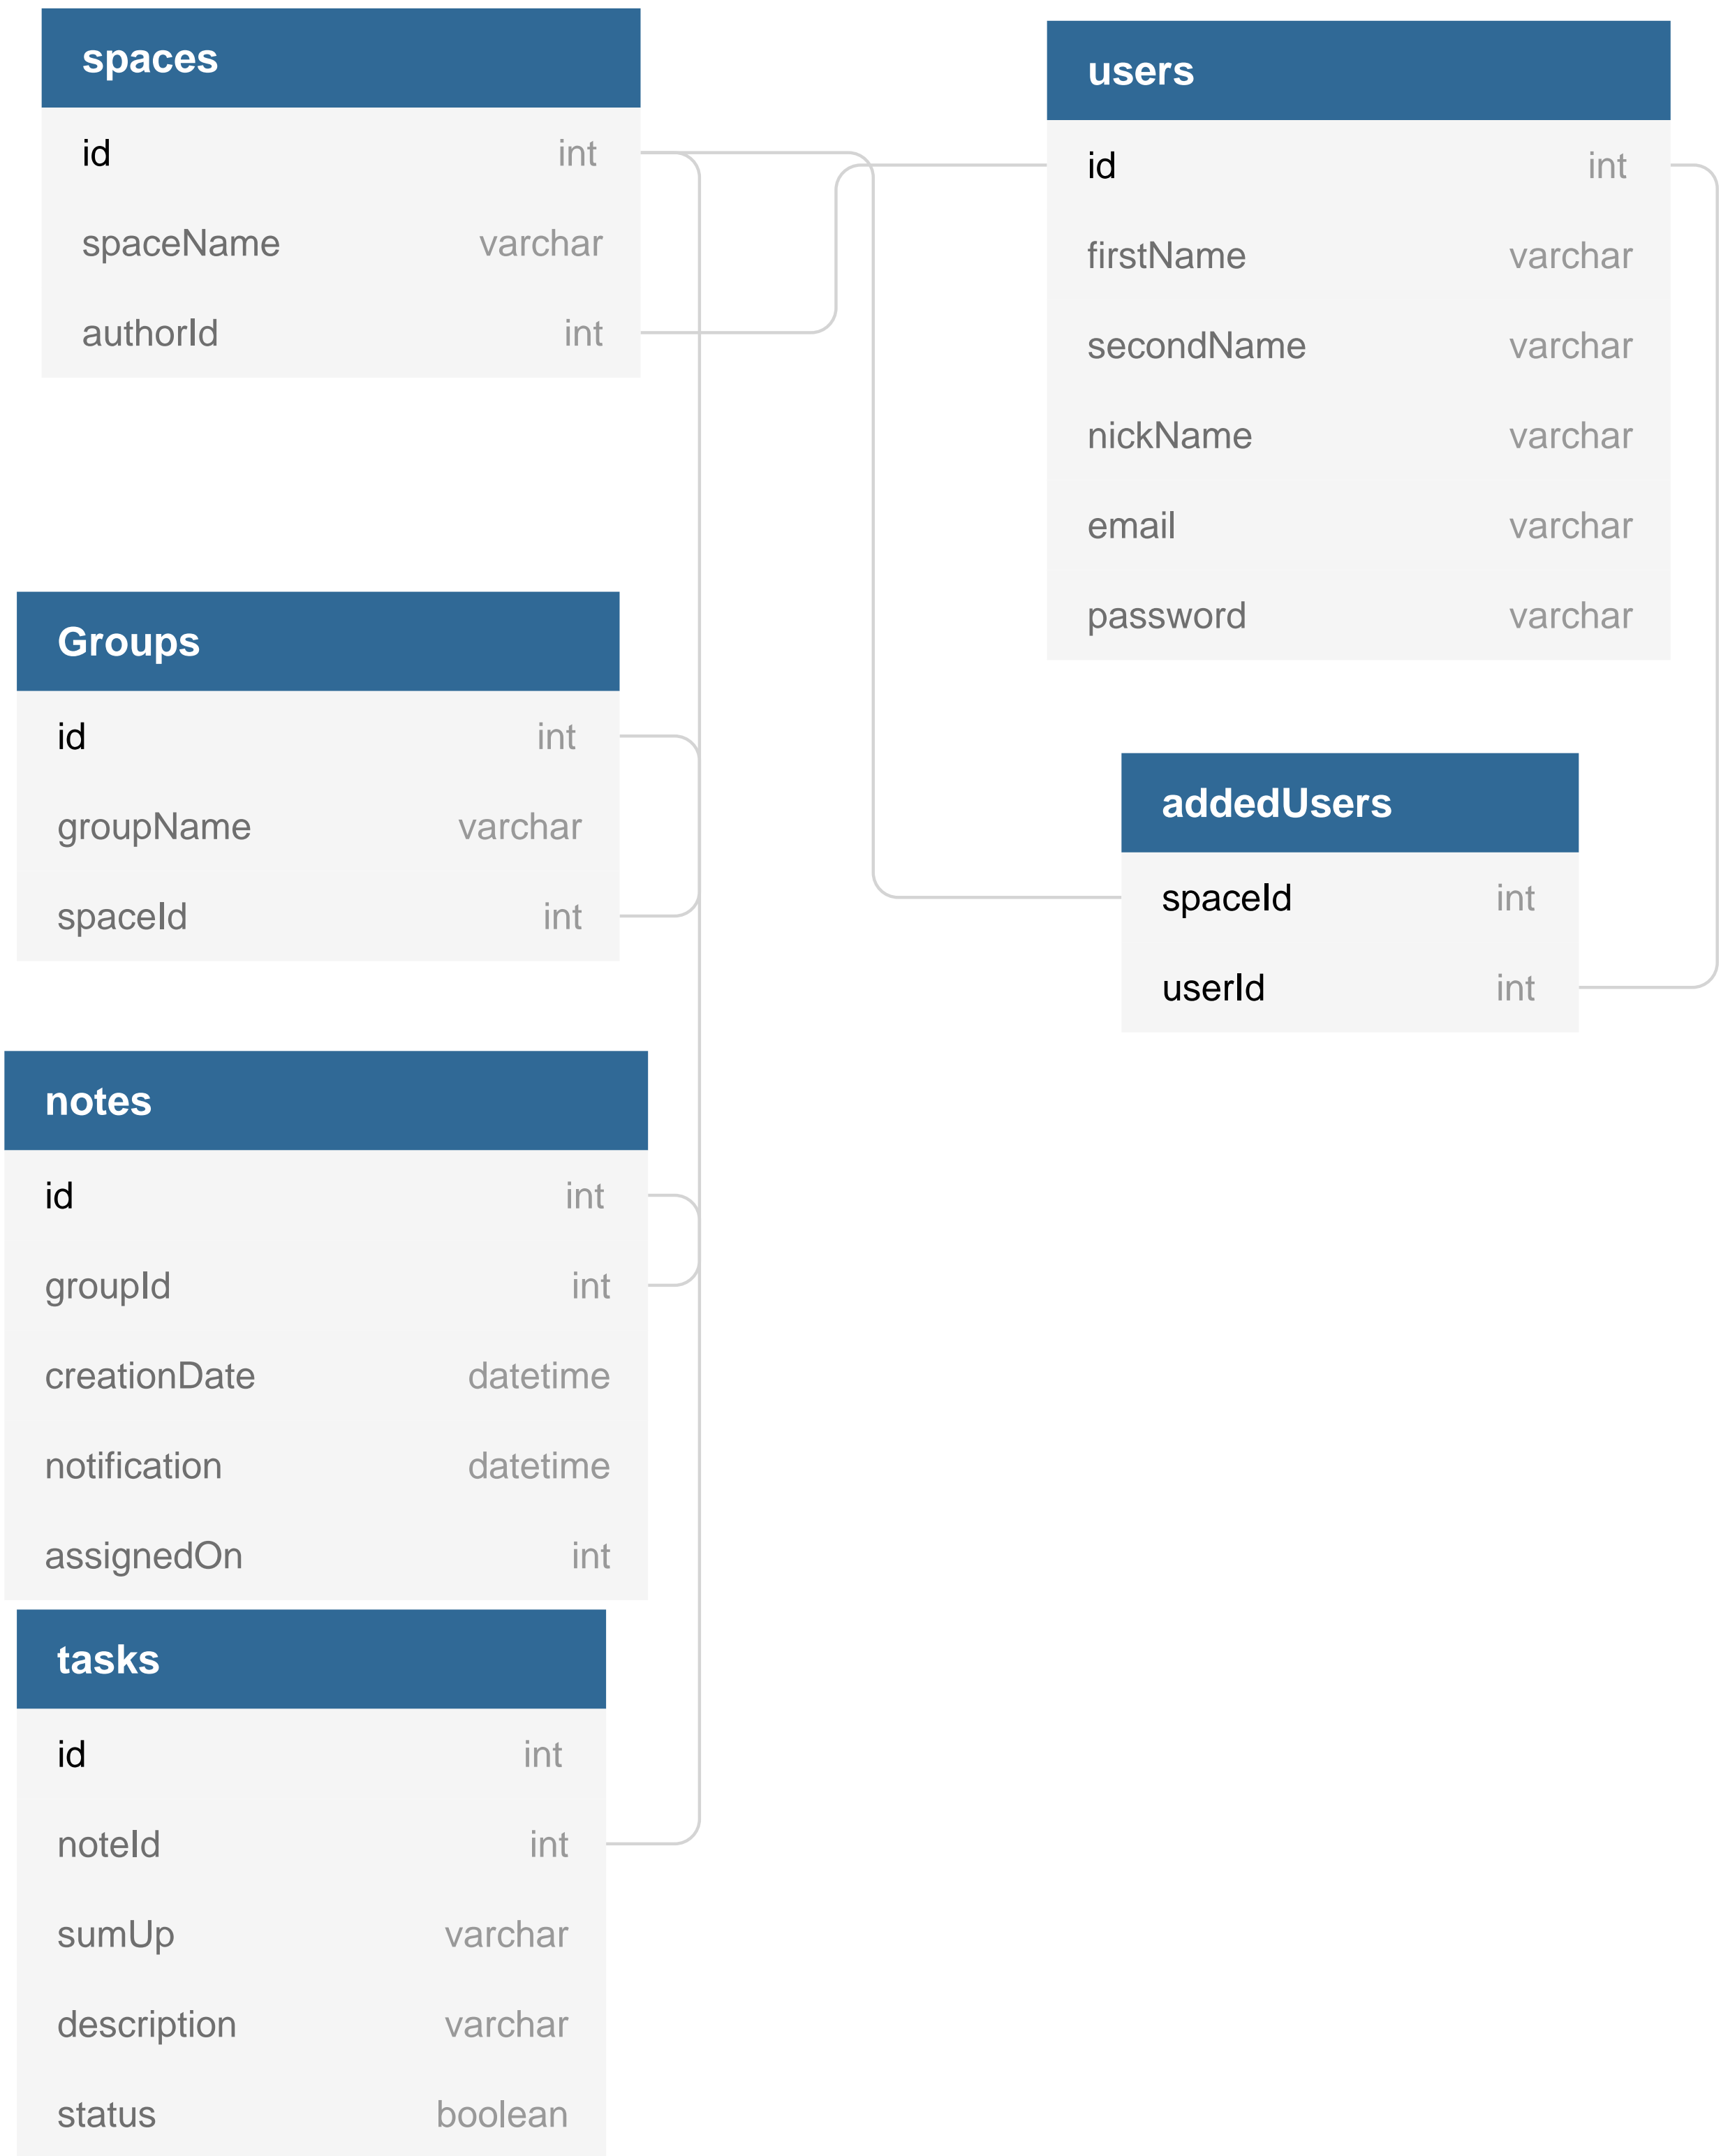 spaces
id int
spaceName varchar
authorId int
users
id int
firstName varchar
secondName varchar
nickName varchar
email varchar
password varchar
Groups
id int
groupName varchar
spaceId int
addedUsers
spaceId int
userId int
notes
id int
groupId int
creationDate datetime
notification datetime
assignedOn int
tasks
id int
noteId int
sumUp varchar
description varchar
status boolean